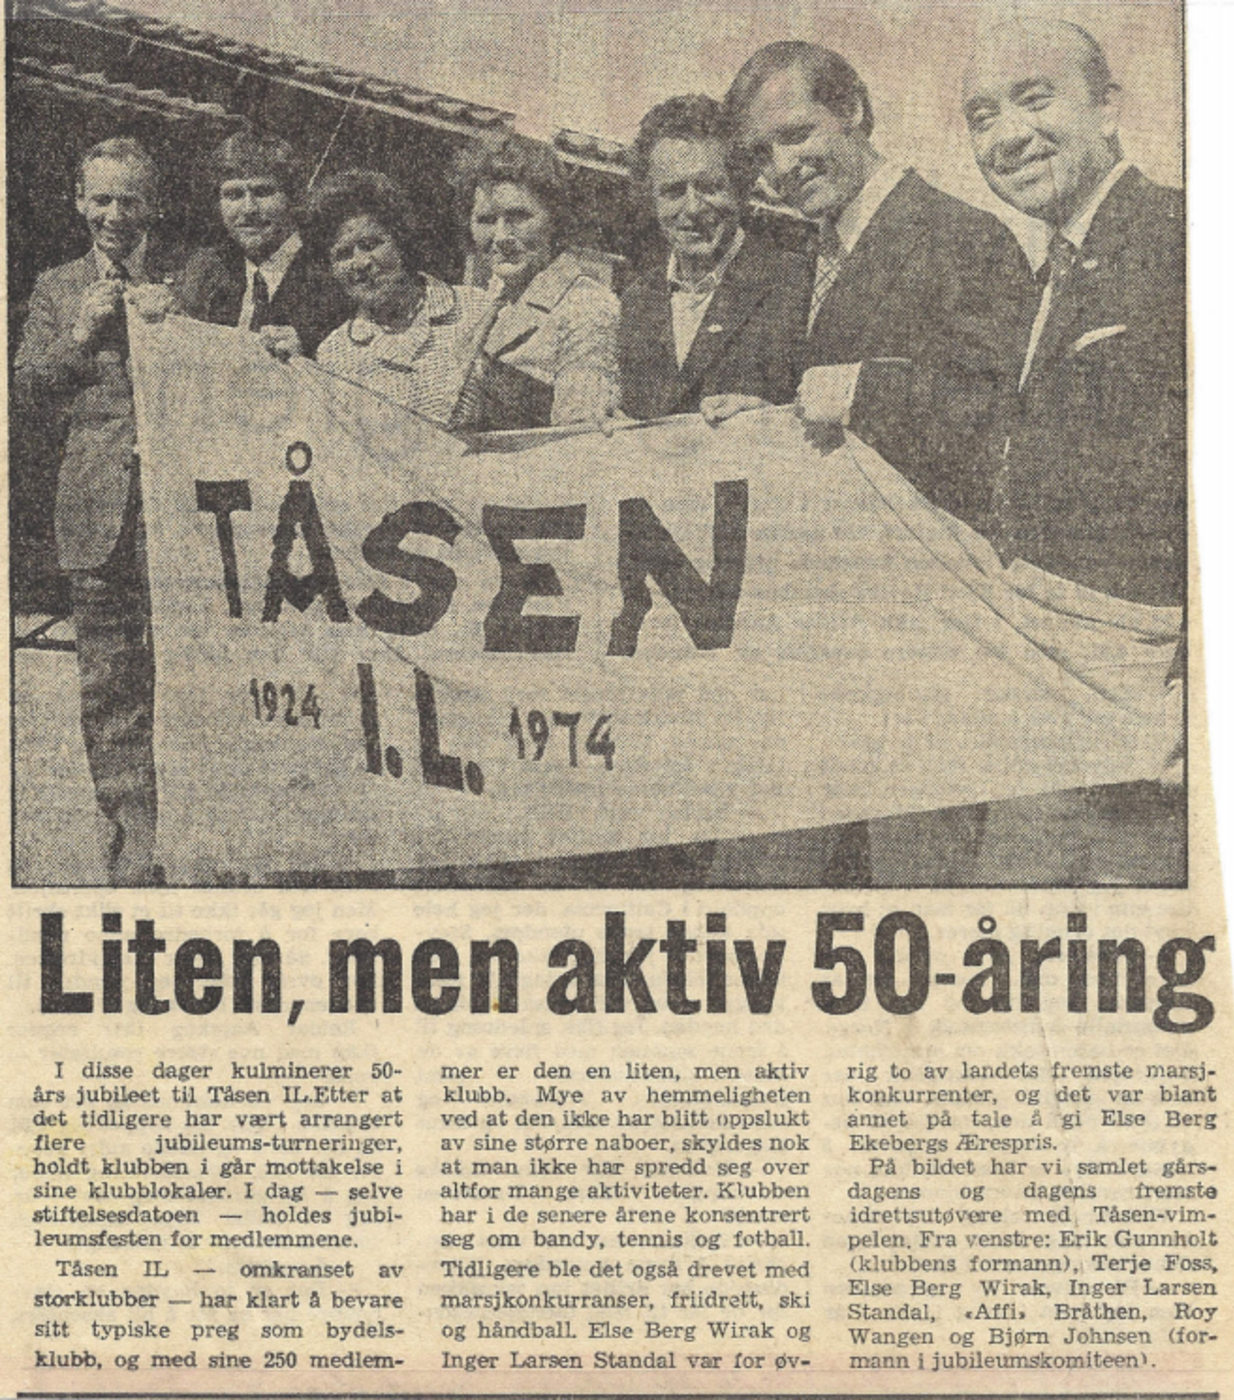 TÅSEN
1924 I.L. 1974
Liten, men aktiv 50-åring
I disse dager kulminerer 50-
års jubileet til Tåsen IL.Etter at
det tidligere har vært arrangert
flere jubileums-turneringer,
holdt klubben i går mottakelse i
sine klubblokaler. I dag — selve
stiftelsesdatoen — holdes jubi-
leumsfesten for medlemmene.
Tåsen IL — omkranset av
storklubber — har klart å bevare
sitt typiske preg som bydels-
klubb, og med sine 250 medlem-
mer er den en liten, men aktiv
klubb. Mye av hemmeligheten
ved at den ikke har blitt oppslukt
av sine større naboer, skyldes nok
at man ikke har spredd seg over
altfor mange aktiviteter. Klubben
har i de senere årene konsentrert
seg om bandy, tennis og fotball.
Tidligere ble det også drevet med
marsjkonkurranser, friidrett, ski
og håndball. Else Berg Wirak og
Inger Larsen Standal var for øv-
rig to av landets fremste marsj-
konkurrenter, og det var blant
annet på tale å gi Else Berg
Ekebergs Ærespris.
På bildet har vi samlet gårs-
dagens og dagens fremste
idrettsutøvere med Tåsen-vim-
pelen. Fra venstre: Erik Gunnholt
(klubbens formann), Terje Foss,
Else Berg Wirak, Inger Larsen
Standal, «Affi» Bråthen, Roy
Wangen og Bjørn Johnsen (for-
mann i jubileumskomiteen).